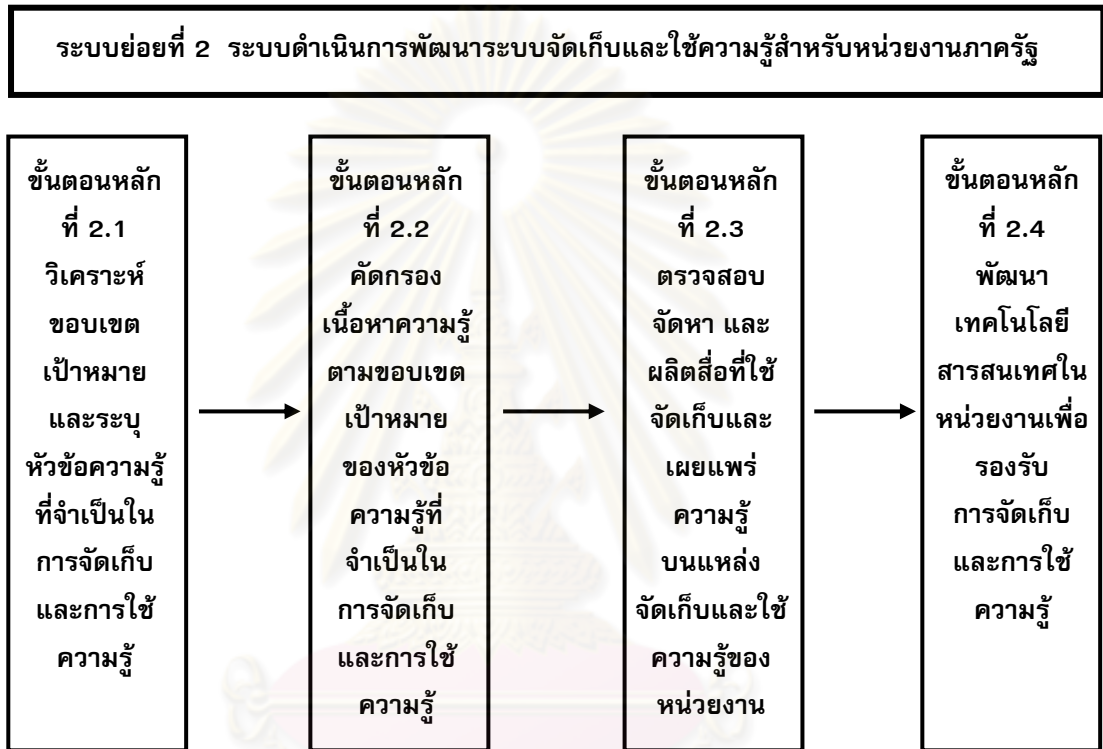 ระบบย่อยที่ 2 ระบบดำเนินการพัฒนาระบบจัดเก็บและใช้ความรู้สำหรับหน่วยงานภาครัฐ
ขั้นตอนหลัก
ที่ 2.1
วิเคราะห์
ขอบเขต
เป้าหมาย
และระบุ
หัวข้อความรู้
ที่จำเป็นใน
การจัดเก็บ
และการใช้
ความรู้
ขั้นตอนหลัก
ที่ 2.2
คัดกรอง
เนื้อหาความรู้
ตามขอบเขต
เป้าหมาย
ของหัวข้อ
ความรู้ที่
จำเป็นใน
การจัดเก็บ
และการใช้
ความรู้
ขั้นตอนหลัก
ที่ 2.3
ตรวจสอบ
จัดหา และ
ผลิตสื่อที่ใช้
จัดเก็บและ
เผยแพร่
ความรู้
บนแหล่ง
จัดเก็บและใช้
ความรู้ของ
หน่วยงาน
ขั้นตอนหลัก
ที่ 2.4
พัฒนา
เทคโนโลยี
สารสนเทศใน
หน่วยงานเพื่อ
รองรับ
การจัดเก็บ
และการใช้
ความรู้